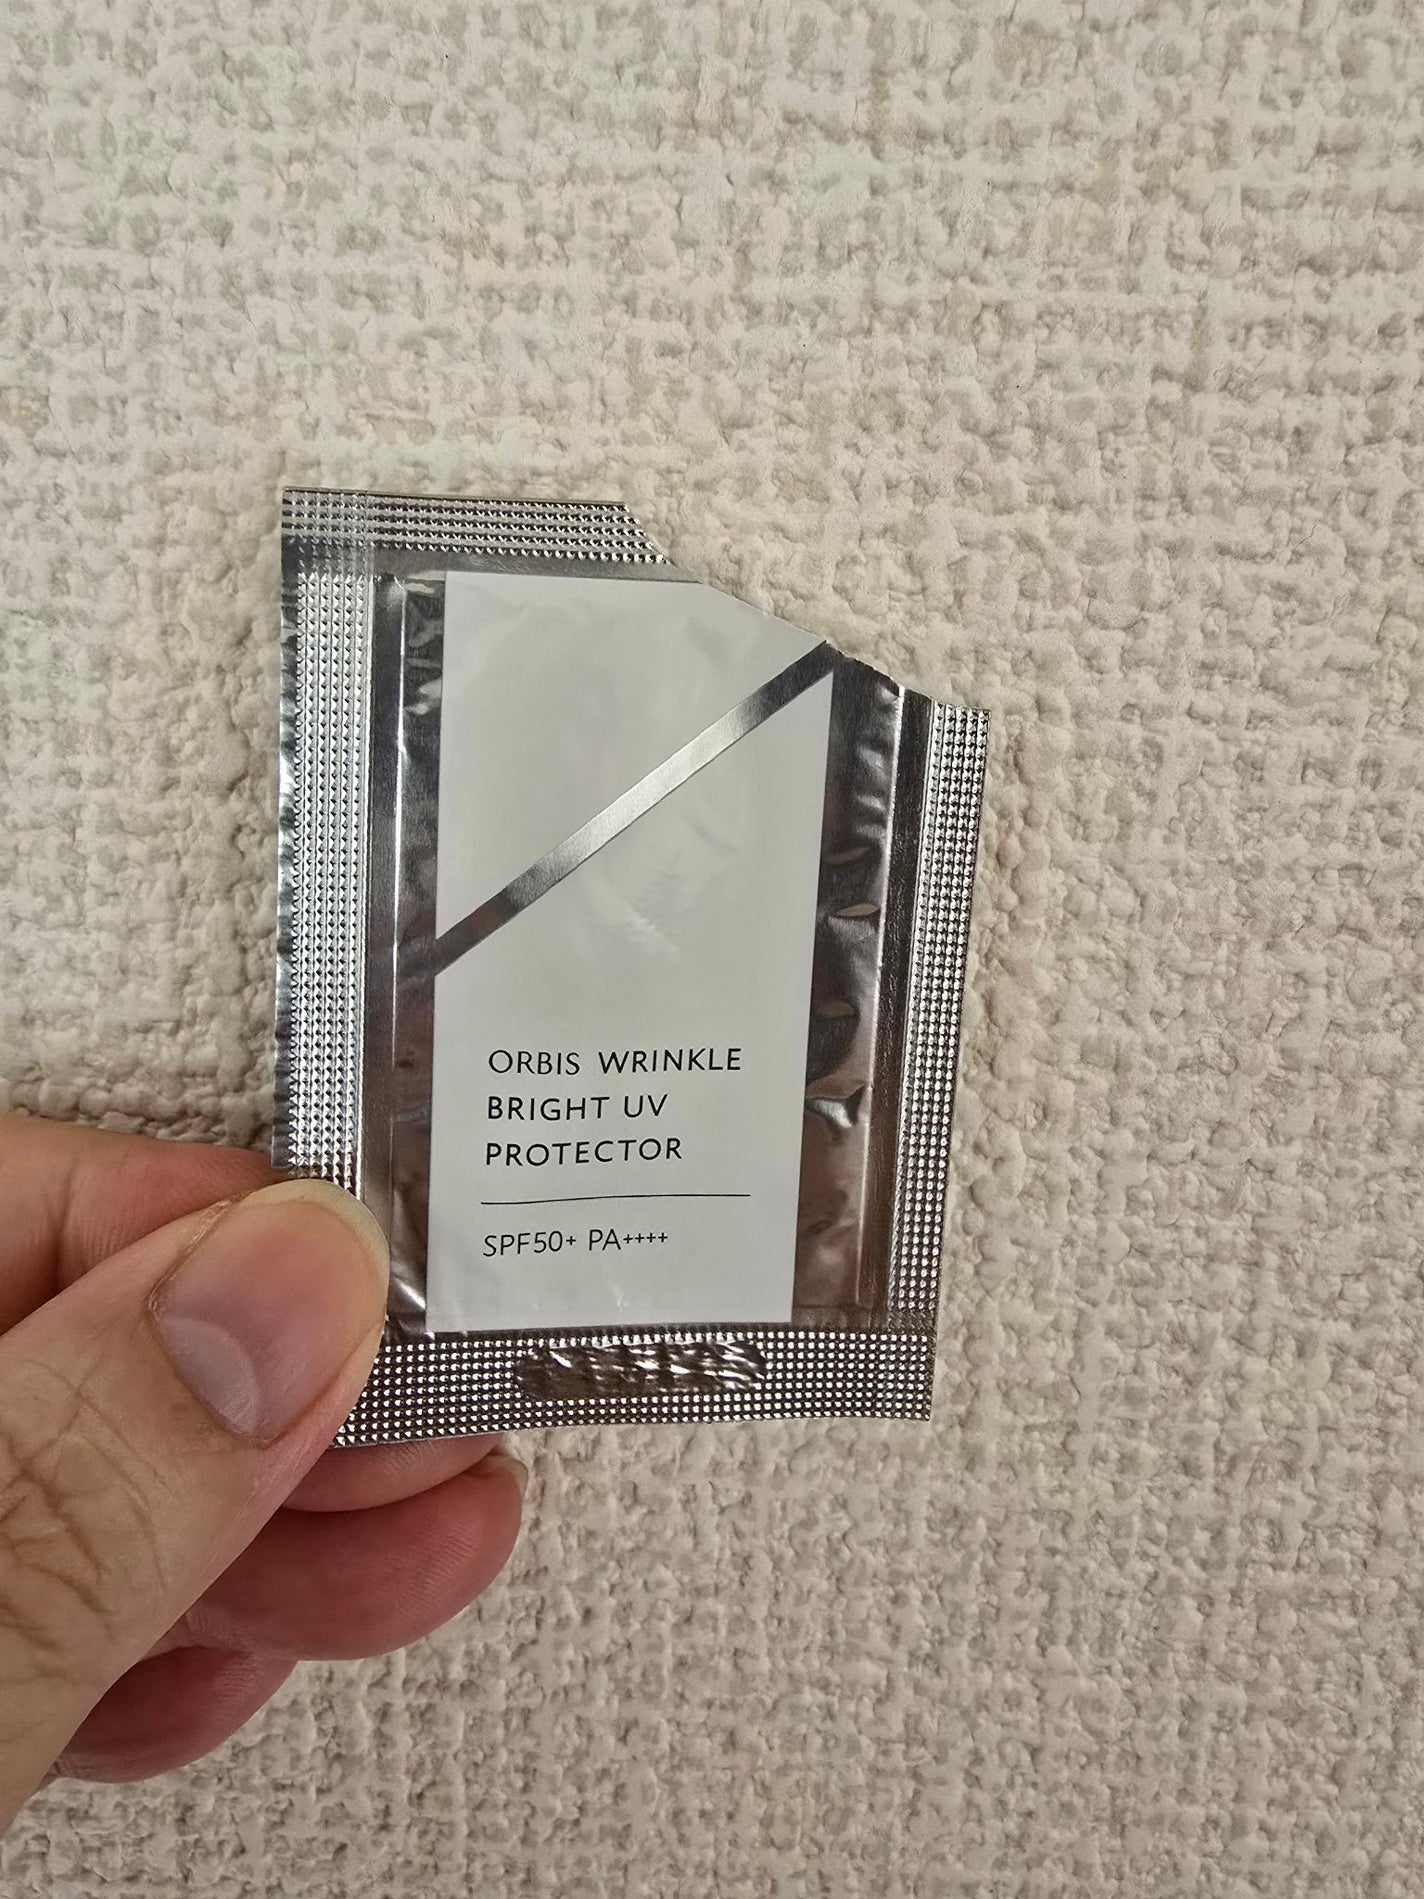 ORBIS WRINKLE
BRIGHT UV
PROTECTOR
SPF50+ PA++++